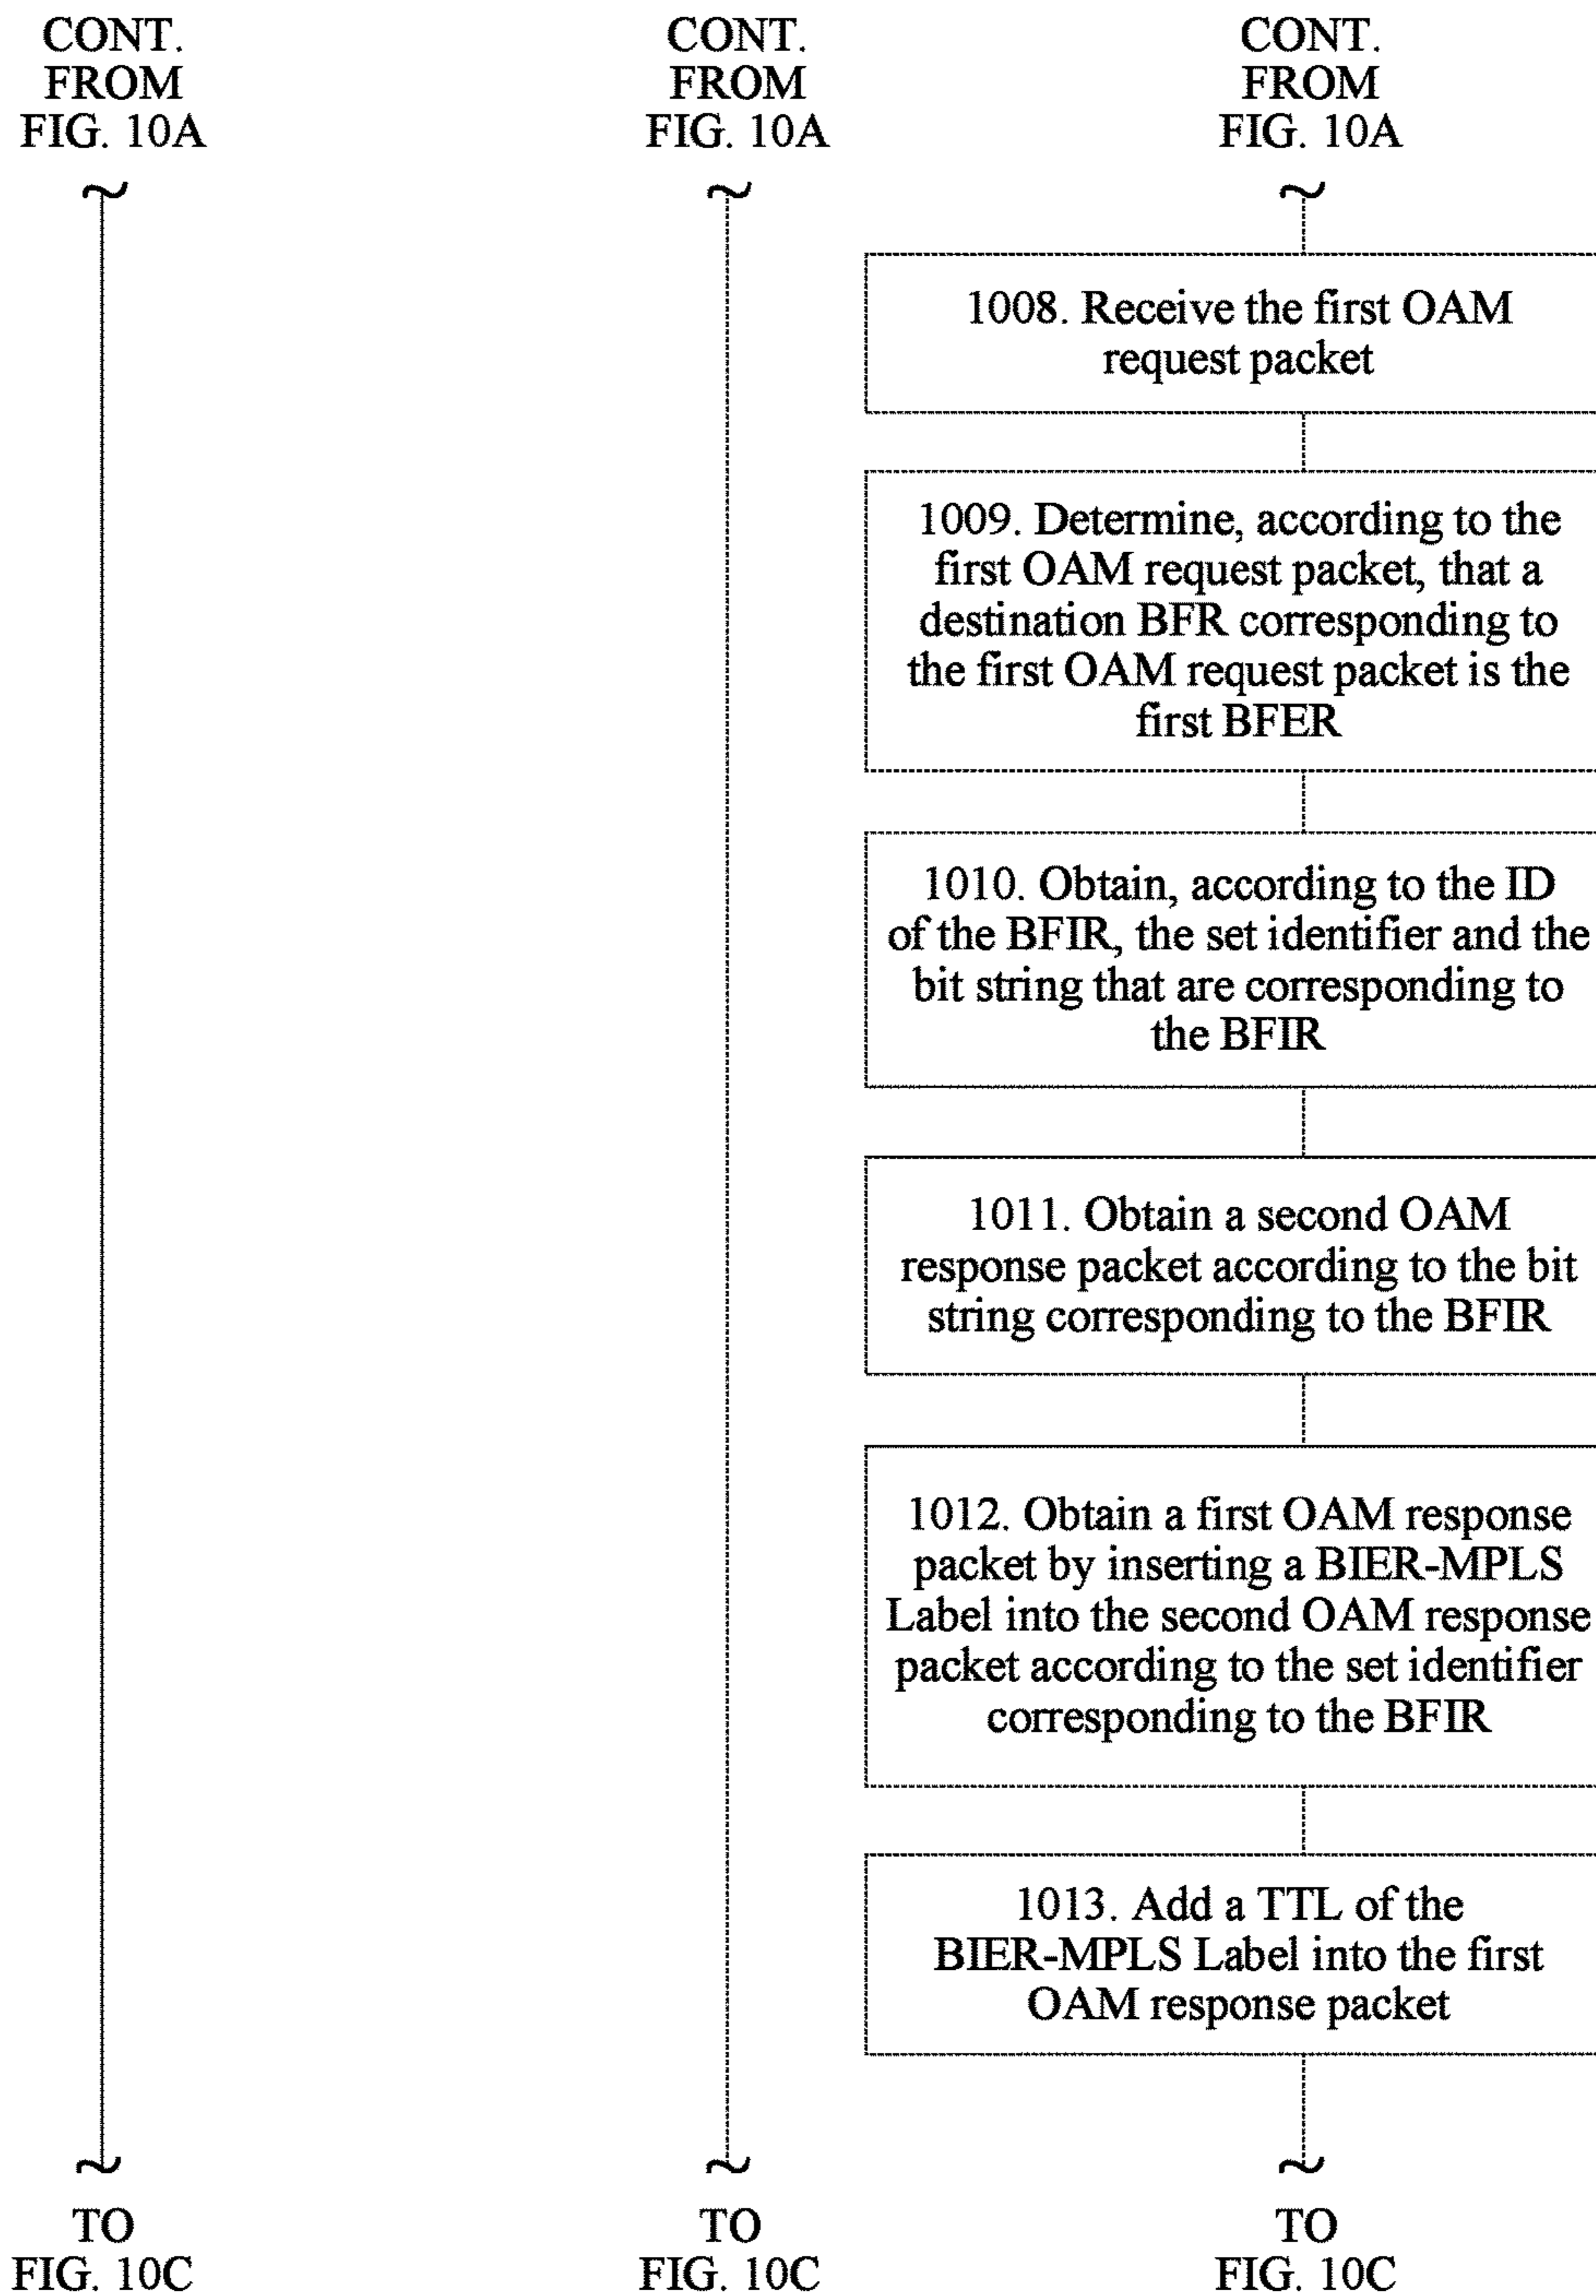 CONT.
FROM
FIG. 10A
CONT.
FROM
FIG. 10A
CONT.
FROM
FIG. 10A
1008. Receive the first OAM
request packet
1009. Determine, according to the
first OAM request packet, that a
destination BFR corresponding to
the first OAM request packet is the
first BFER
1010. Obtain, according to the ID
of the BFIR, the set identifier and the
bit string that are corresponding to
the BFIR
1011. Obtain a second OAM
response packet according to the bit
string corresponding to the BFIR
1012. Obtain a first OAM response
packet by inserting a BIER-MPLS
Label into the second OAM response
packet according to the set identifier
corresponding to the BFIR
1013. Add a TTL of the
BIER-MPLS Label into the first
OAM response packet
TO
FIG. 10C
TO
FIG. 10C
TO
FIG. 10C